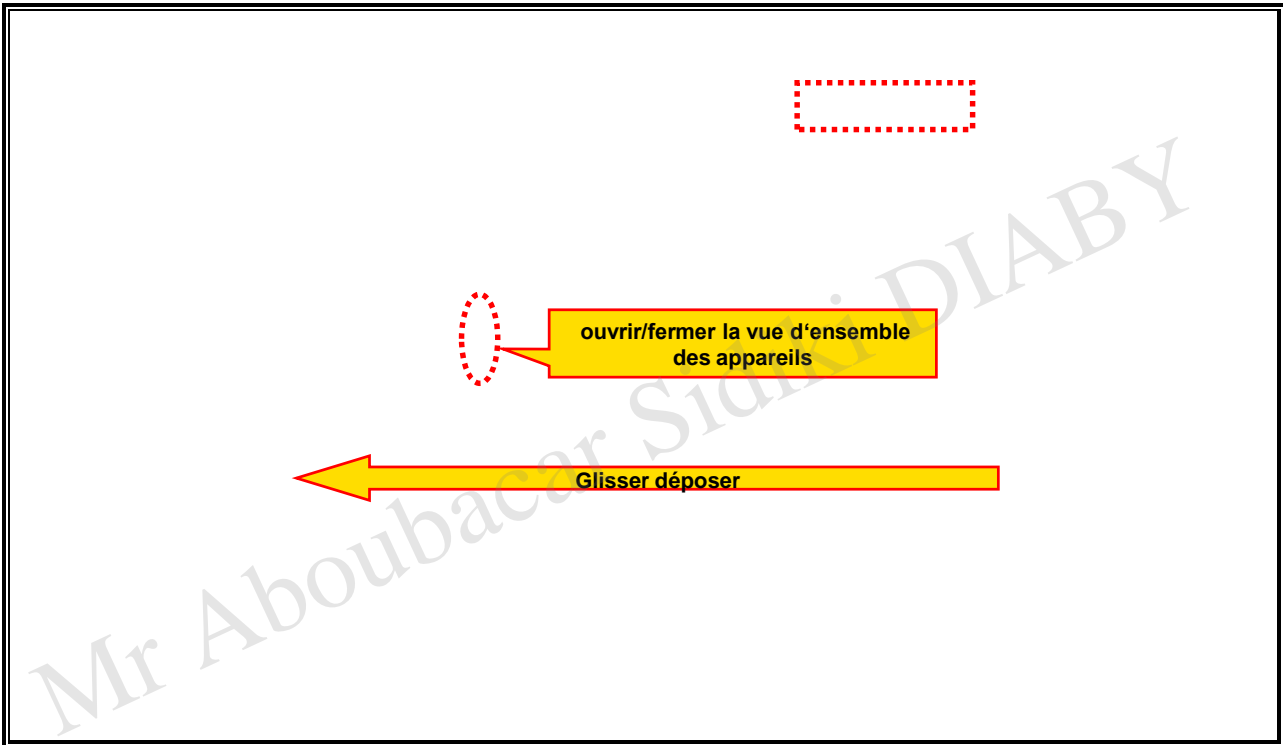 ouvrir/fermer la vue d‘ensemble
des appareils
Glisser déposer
Mr Aboubacar Sidiki DIABY